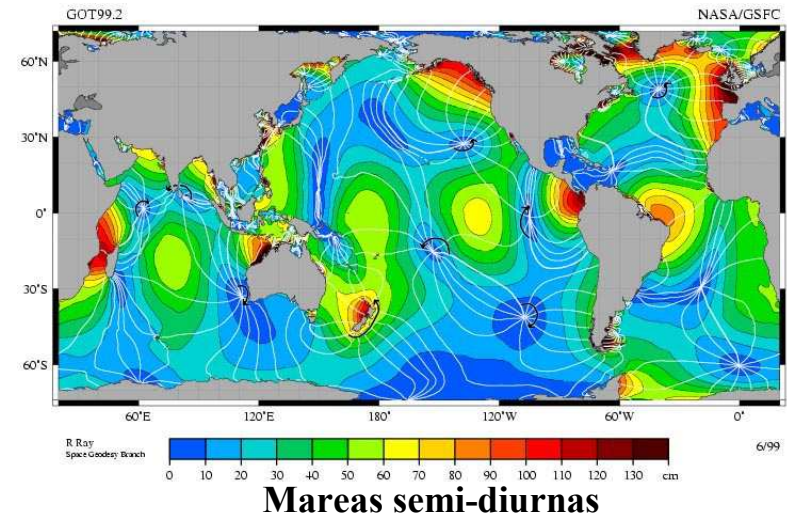 GOT99.2 NASA/GSFC
60°N
30°N
0°
30°S
60°S
60°E 120°E 180° 120°W 60°W 0°
R Ray
Space Geodesy Branch
6/99
0 10 20 30 40 50 60 70 80 90 100 110 120 130 cm
Mareas semi-diurnas